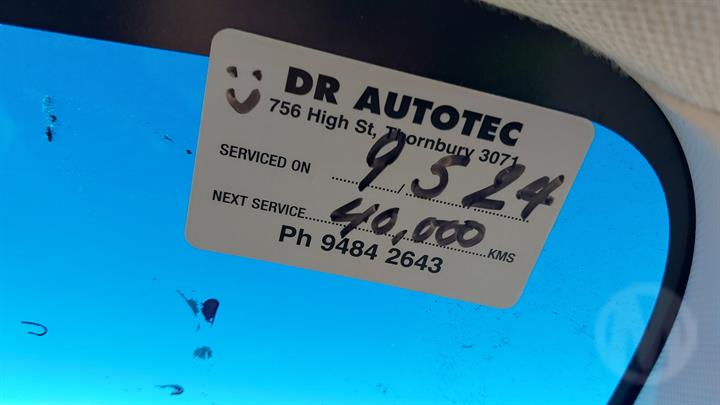 DR AUTOTEC
756 High St, Thornbury 3071
SERVICED ON 9/5/24
NEXT SERVICE 40,000 KMS
Ph 9484 2643